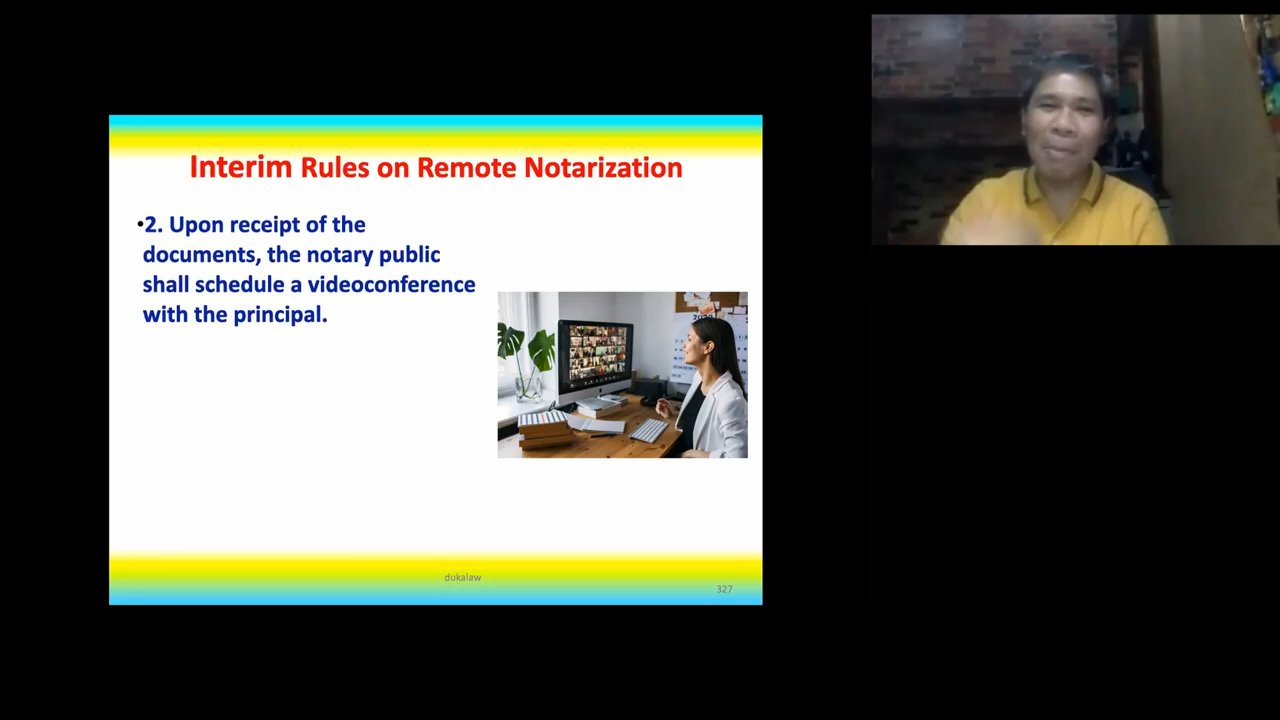 Interim Rules on Remote Notarization
•2. Upon receipt of the
documents, the notary public
shall schedule a videoconference
with the principal.
dukalaw
327